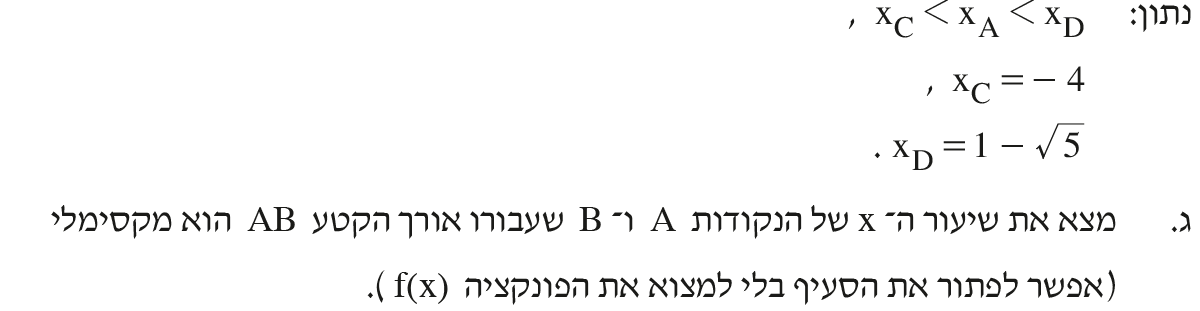 נתון: x_C < x_A < x_D ,
x_C = − 4 ,
x_D = 1 − √5 .
ג. מצא את שיעור ה־ x של הנקודות A ו־ B שעבורו אורך הקטע AB הוא מקסימלי
(אפשר לפתור את הסעיף בלי למצוא את הפונקציה f(x) ).